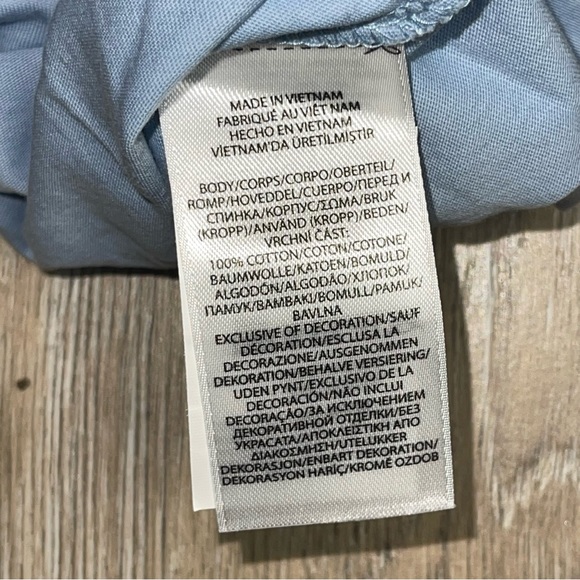 MADE IN VIETNAM
FABRIQUÉ AU VIÊT NAM
HECHO EN VIETNAM
VİETNAM'DA ÜRETİLMİŞTİR
BODY/CORPS/CORPO/OBERTEIL/
ROMP/HOVEDDEL/CUERPO/ПЕРЕД И
СПИНКА/КОРПУС/ΣΩΜΑ/BRUK
(KROPP)/ANVÄND (KROPP)/BEDEN/
VRCHNÍ ČÁST:
100% COTTON/COTON/COTONE/
BAUMWOLLE/KATOEN/BOMULD/
ALGODÓN/ALGODÃO/ХЛОПОК/
ПАМУК/ΒΑΜΒΑΚΙ/BOMULL/PAMUK/
BAVLNA
EXCLUSIVE OF DECORATION/SAUF
DÉCORATION/ESCLUSA LA
DECORAZIONE/AUSGENOMMEN
DEKORATION/BEHALVE VERSIERING/
UDEN PYNT/EXCLUSIVO DE LA
DECORACIÓN/NÃO INCLUI
DECORAÇÃO/ЗА ИСКЛЮЧЕНИЕМ
ДЕКОРАТИВНОЙ ОТДЕЛКИ/БЕЗ
УКРАСАТА/ΑΠΟΚΛΕΙΣΤΙΚΗ ΑΠΟ
ΔΙΑΚΟΣΜΗΣΗ/UTELUKKER
DEKORASJON/ENBART DEKORATION/
DEKORASYON HARİÇ/KROMĚ OZDOB